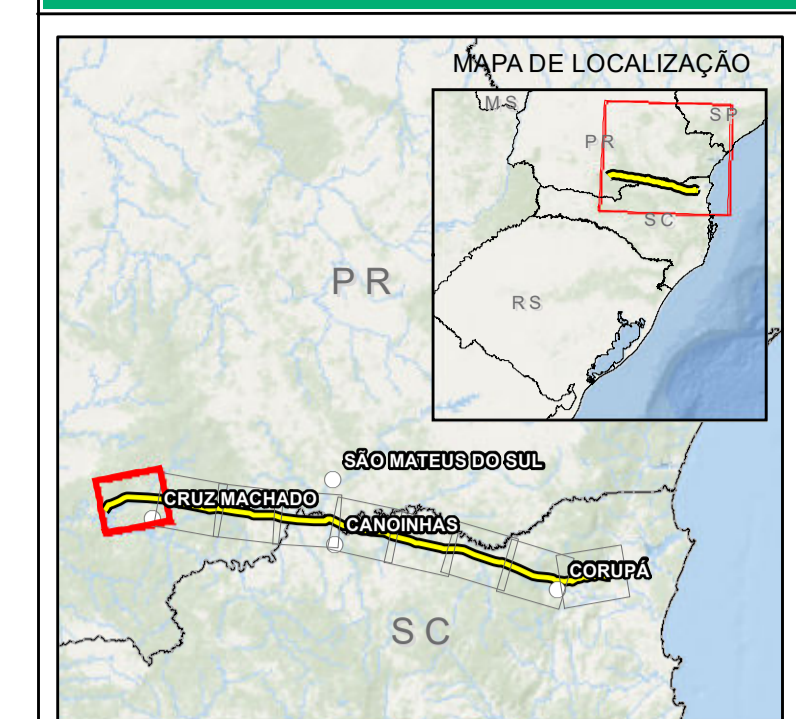 MAPA DE LOCALIZAÇÃO
MS
SP
PR
SC
RS
PR
SÃO MATEUS DO SUL
CRUZ MACHADO
CANOINHAS
CORUPÁ
SC